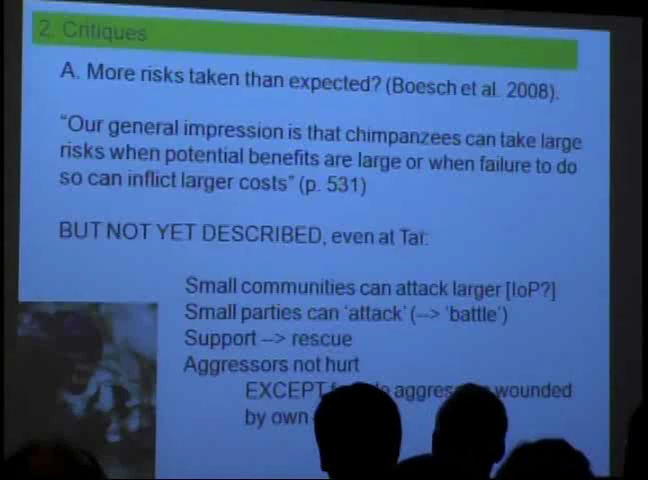 2. Critiques
A. More risks taken than expected? (Boesch et al. 2008).
“Our general impression is that chimpanzees can take large
risks when potential benefits are large or when failure to do
so can inflict larger costs” (p. 531)
BUT NOT YET DESCRIBED, even at Taï:
Small communities can attack larger [IoP?]
Small parties can ‘attack’ (--> ‘battle’)
Support --> rescue
Aggressors not hurt
EXCEPT wounded
by own